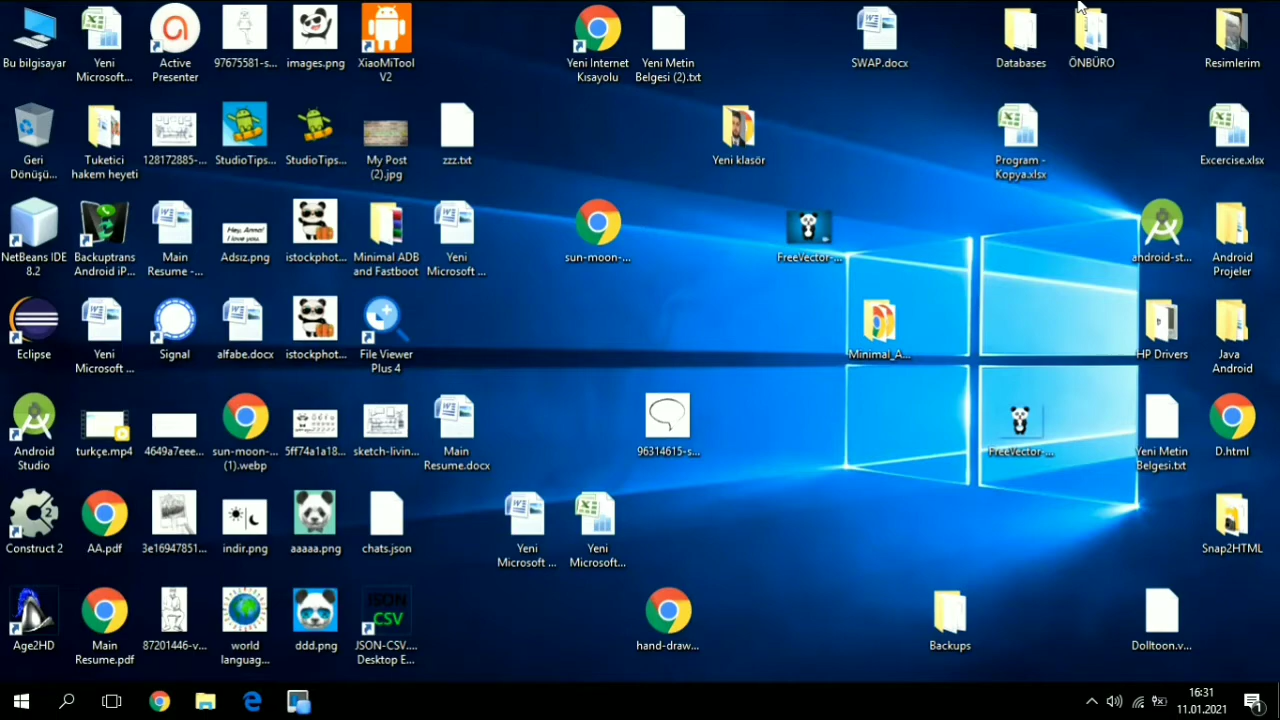 Bu bilgisayar
Yeni
Microsoft...
Active
Presenter
97675581-s...
images.png
XiaoMiTool
V2
Yeni Internet
Kısayolu
Yeni Metin
Belgesi (2).txt
SWAP.docx
Databases
ÖNBÜRO
Resimlerim
Geri
Dönüşü...
Tuketici
hakem heyeti
128172885-...
StudioTips...
StudioTips...
My Post
(2).jpg
zzz.txt
Yeni klasör
Program -
Kopya.xlsx
Excercise.xlsx
NetBeans IDE
8.2
Backuptrans
Android iP...
Main
Resume -...
Hey, Anna!
I love you.
Adsız.png
istockphot...
Minimal ADB
and Fastboot
Yeni
Microsoft ...
sun-moon-...
FreeVector-...
android-st...
Android
Projeler
Eclipse
Yeni
Microsoft ...
Signal
alfabe.docx
istockphot...
File Viewer
Plus 4
Minimal_A...
HP Drivers
Java
Android
Android
Studio
turkçe.mp4
4649a7eee...
sun-moon-...
(1).webp
5ff74a1a18...
sketch-livin...
Main
Resume.docx
96314615-s...
FreeVector-...
Yeni Metin
Belgesi.txt
D.html
Construct 2
AA.pdf
3e16947851...
indir.png
aaaaa.png
chats.json
Yeni
Microsoft ...
Yeni
Microsoft...
Snap2HTML
Age2HD
Main
Resume.pdf
87201446-v...
world
languag...
ddd.png
JSON
CSV
JSON-CSV....
Desktop E...
hand-draw...
Backups
Dolltoon.v...
16:31
11.01.2021
1